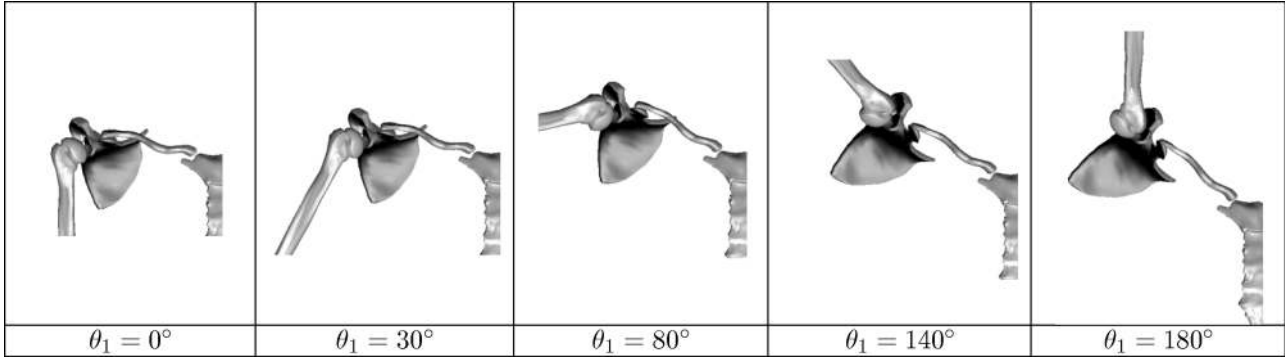 θ₁ = 0° θ₁ = 30° θ₁ = 80° θ₁ = 140° θ₁ = 180°